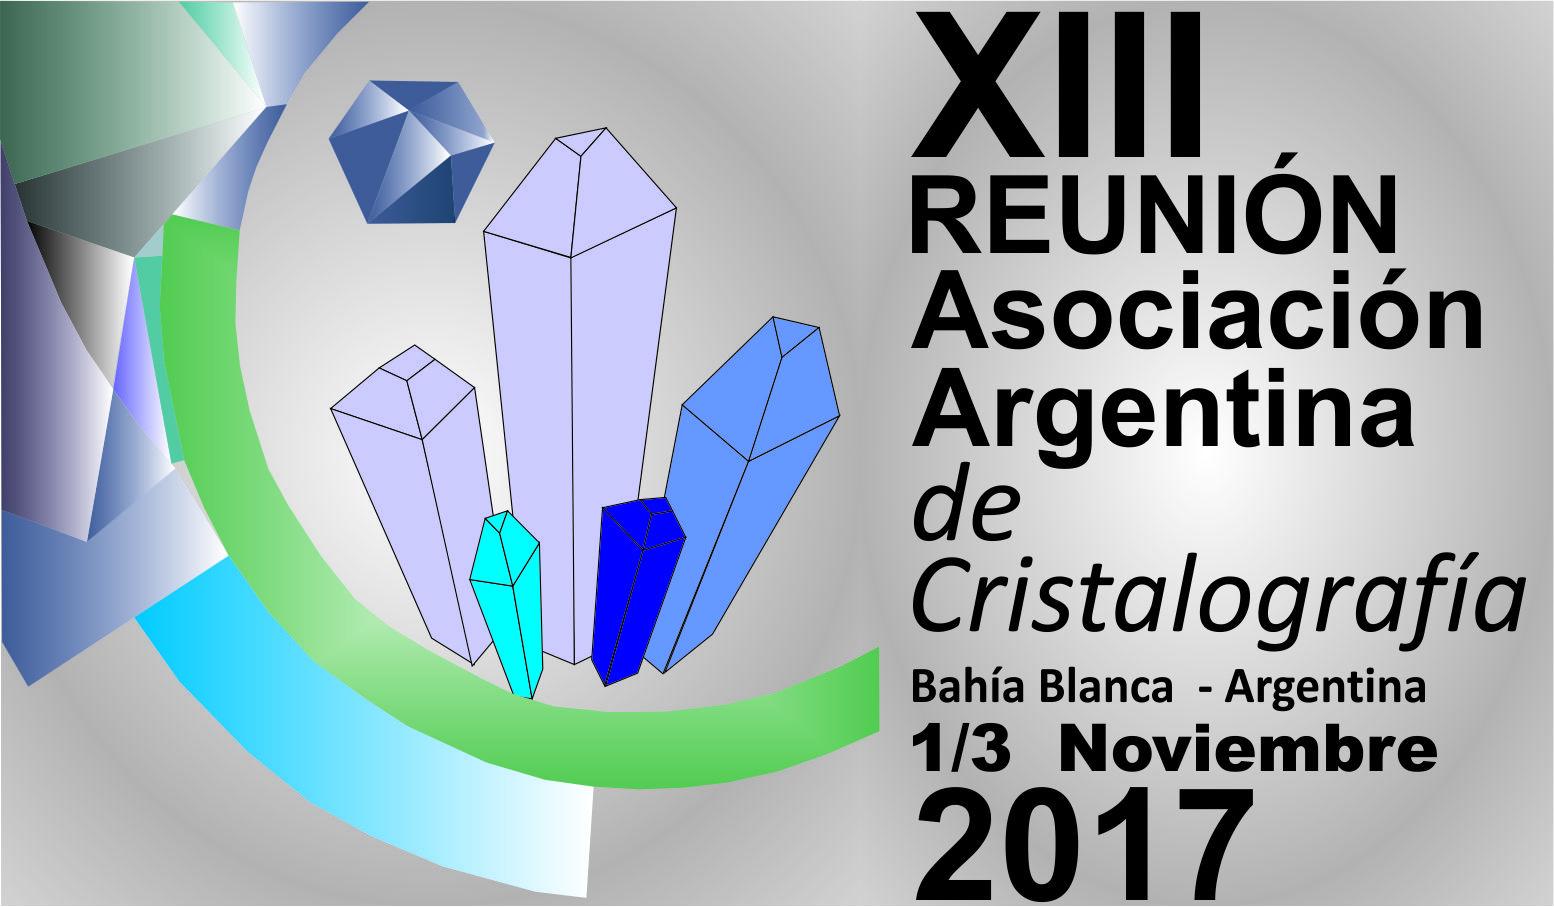 XIII
REUNIÓN
Asociación
Argentina
de
Cristalografía
Bahía Blanca - Argentina
1/3 Noviembre
2017